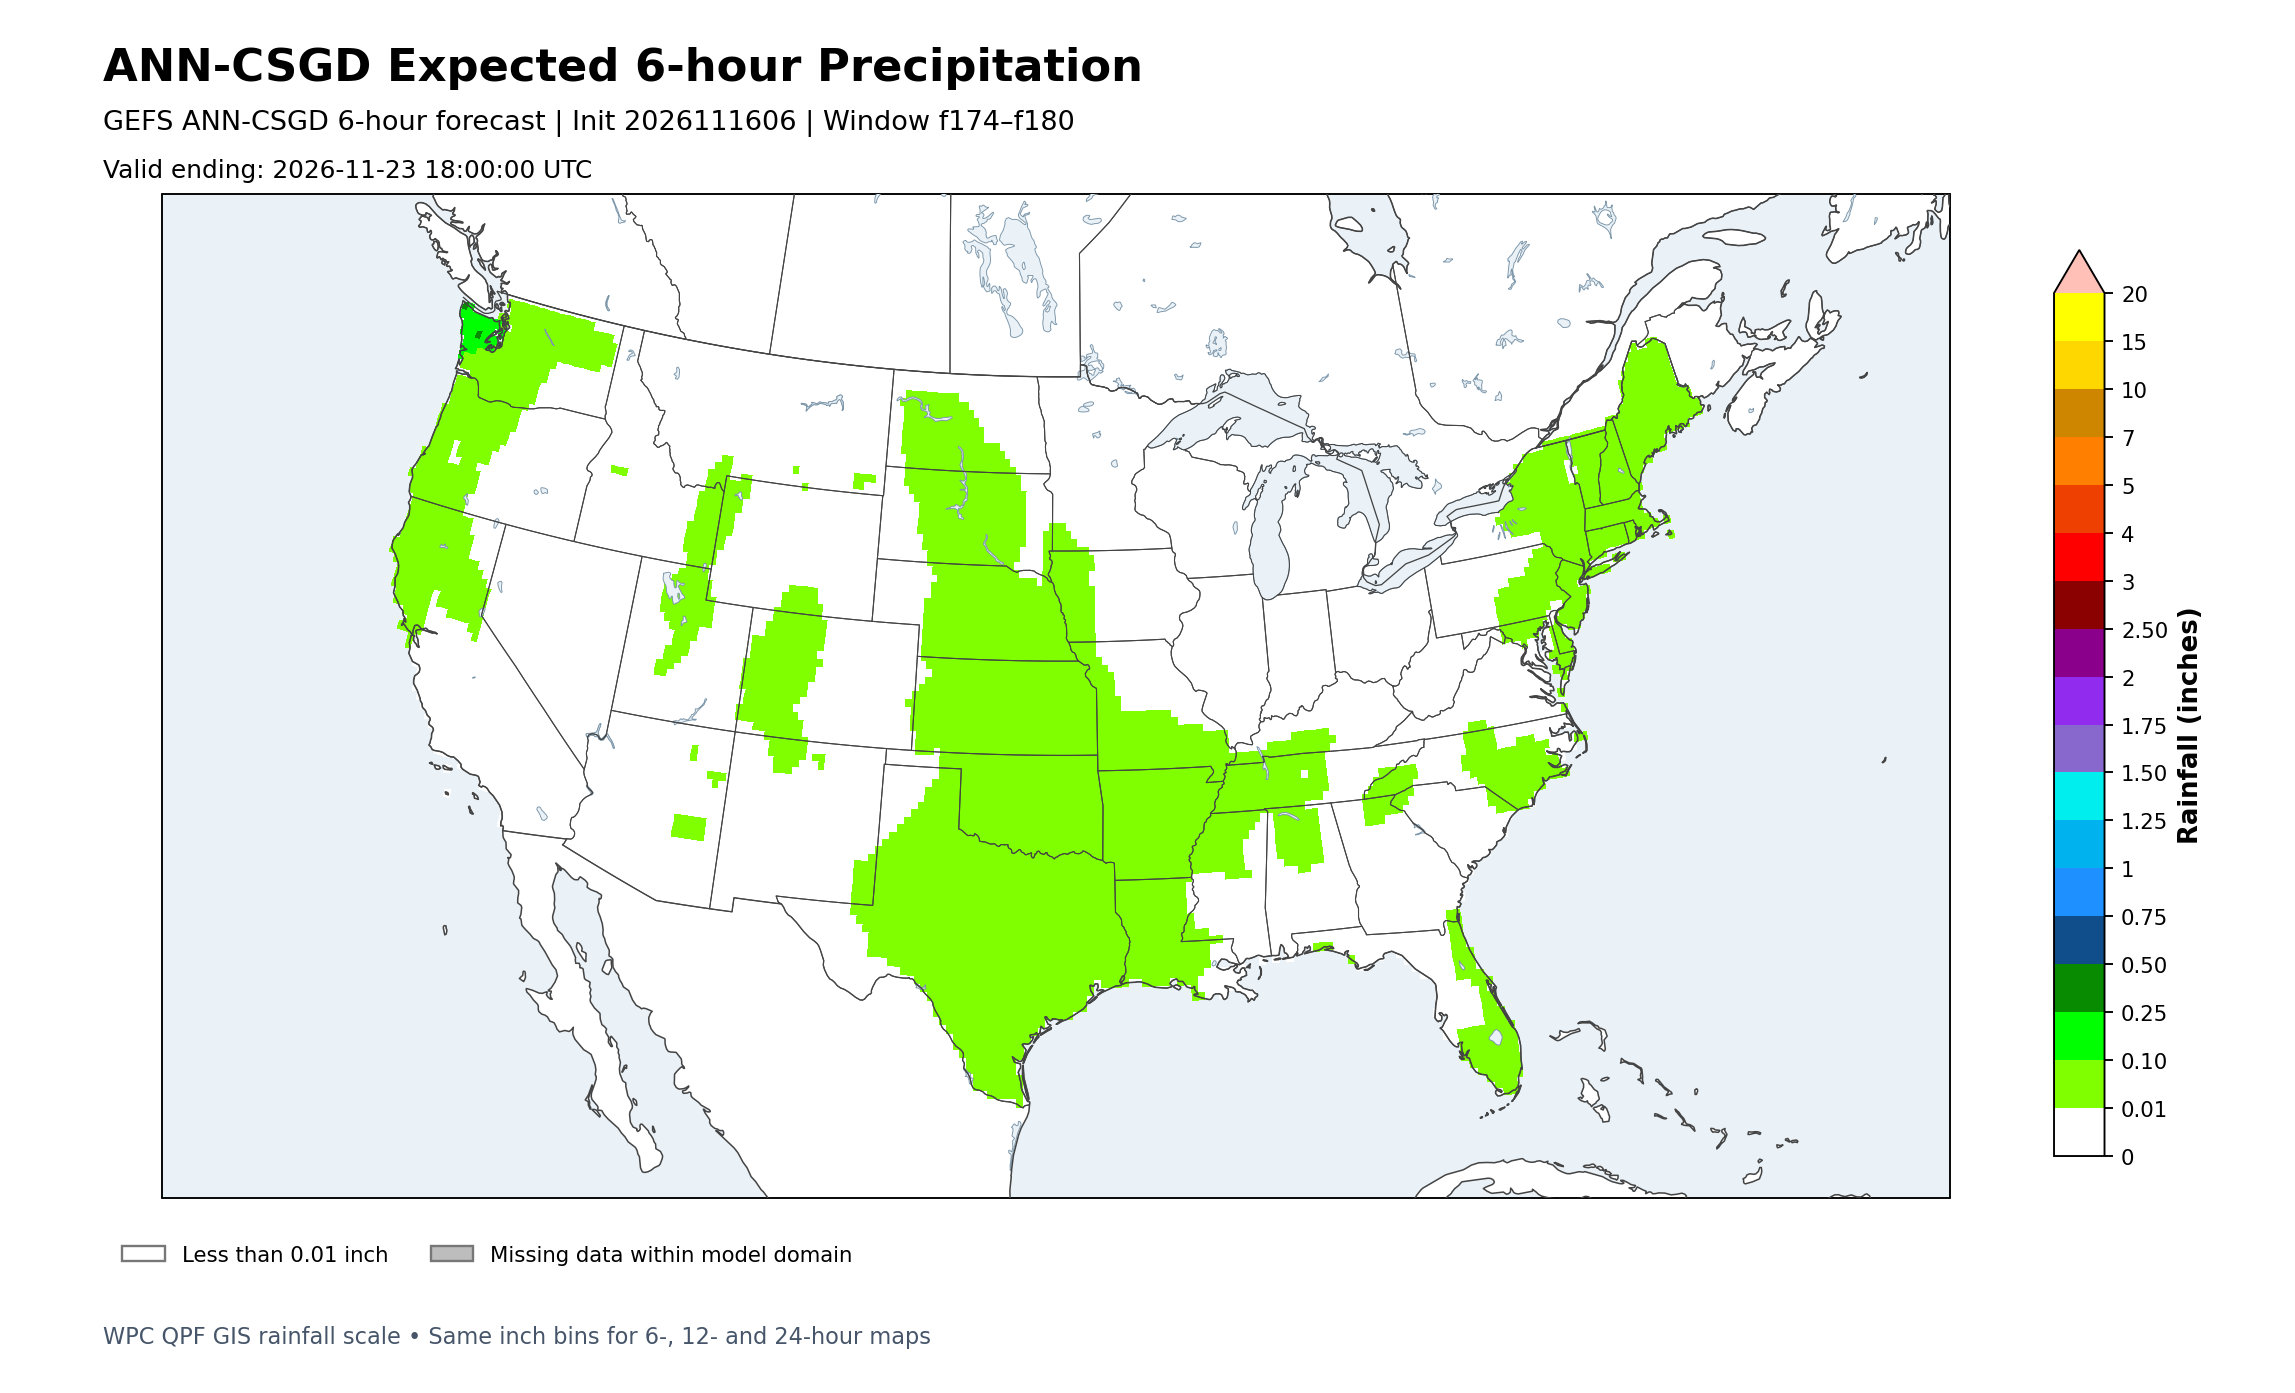 ANN-CSGD Expected 6-hour Precipitation
GEFS ANN-CSGD 6-hour forecast | Init 2026111606 | Window f174–f180
Valid ending: 2026-11-23 18:00:00 UTC
20
15
10
7
5
4
3
2.50
2
1.75
1.50
1.25
1
0.75
0.50
0.25
0.10
0.01
0
Rainfall (inches)
Less than 0.01 inch
Missing data within model domain
WPC QPF GIS rainfall scale • Same inch bins for 6-, 12- and 24-hour maps